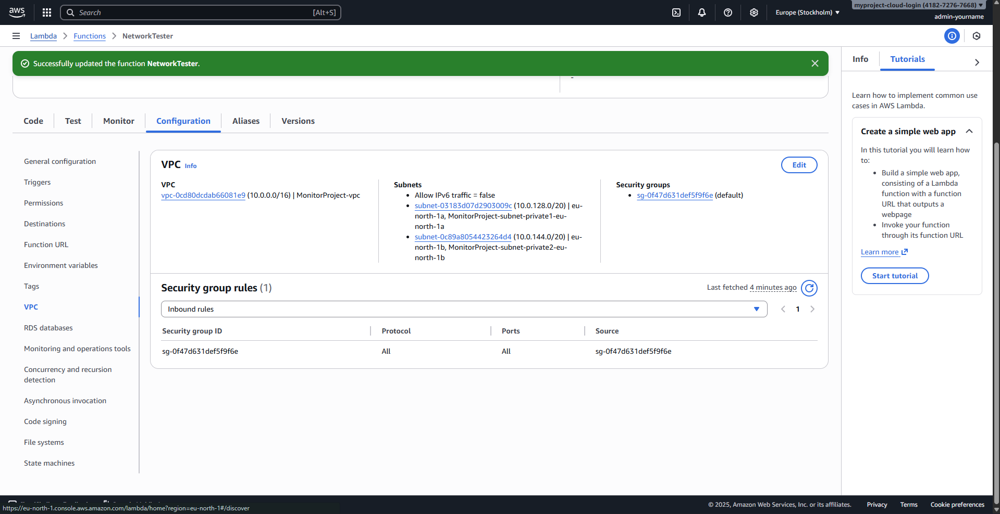 aws
Search
[Alt+S]
Europe (Stockholm)
myproject-cloud-login (4182-7276-7668)
admin-yourname
Lambda
Functions
NetworkTester
Successfully updated the function NetworkTester.
-
Code
Test
Monitor
Configuration
Aliases
Versions
General configuration
Triggers
Permissions
Destinations
Function URL
Environment variables
Tags
VPC
RDS databases
Monitoring and operations tools
Concurrency and recursion
detection
Asynchronous invocation
Code signing
File systems
State machines
VPC Info
Edit
VPC
vpc-0cd80dcdab66081e9 (10.0.0.0/16) | MonitorProject-vpc
Subnets
• Allow IPv6 traffic = false
• subnet-03183d07d2903009c (10.0.128.0/20) | eu-
north-1a, MonitorProject-subnet-private1-eu-
north-1a
• subnet-0c89a8054423264d4 (10.0.144.0/20) | eu-
north-1b, MonitorProject-subnet-private2-eu-
north-1b
Security groups
• sg-0f47d631def5f9f6e (default)
Security group rules (1)
Last fetched 4 minutes ago
Inbound rules
1
Security group ID
Protocol
Ports
Source
sg-0f47d631def5f9f6e
All
All
sg-0f47d631def5f9f6e
Info
Tutorials
Learn how to implement common use
cases in AWS Lambda.
Create a simple web app
In this tutorial you will learn how
to:
• Build a simple web app,
consisting of a Lambda
function with a function
URL that outputs a
webpage
• Invoke your function
through its function URL
Learn more
Start tutorial
https://eu-north-1.console.aws.amazon.com/lambda/home?region=eu-north-1#/discover
© 2025, Amazon Web Services, Inc. or its affiliates.
Privacy
Terms
Cookie preferences